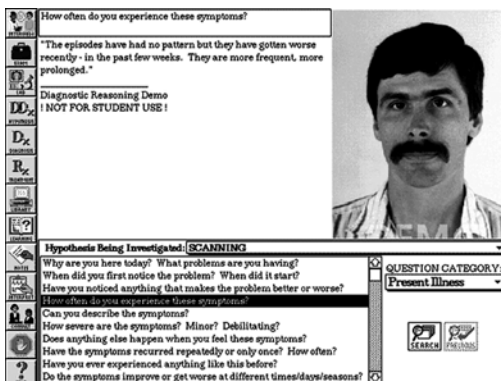 How often do you experience these symptoms?
"The episodes have had no pattern but they have gotten worse
recently - in the past few weeks. They are more frequent, more
prolonged."
Diagnostic Reasoning Demo
! NOT FOR STUDENT USE !
DDx
Dx
Rx
Hypothesis Being Investigated: SCANNING
Why are you here today? What problems are you having?
When did you first notice the problem? When did it start?
Have you noticed anything that makes the problem better or worse?
How often do you experience these symptoms?
Can you describe the symptoms?
How severe are the symptoms? Minor? Debilitating?
Does anything else happen when you feel these symptoms?
Have the symptoms recurred repeatedly or only once? How often?
Have you ever experienced anything like this before?
Do the symptoms improve or get worse at different times/days/seasons?
QUESTION CATEGORY:
Present Illness
SEARCH
PREVIOUS
LAB
LIBRARY
NOTES
?